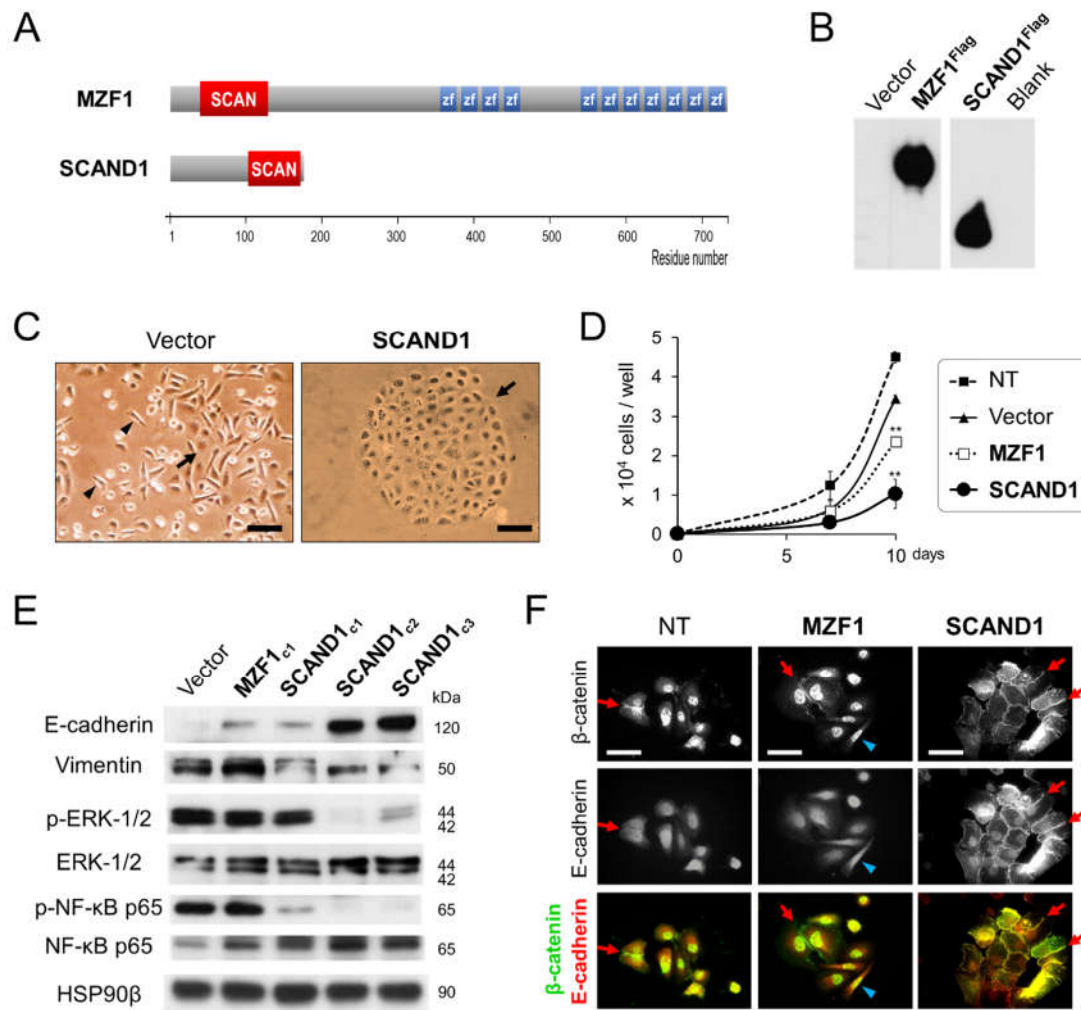 A
MZF1
SCAN
zf zf zf zf zf zf zf zf zf zf zf
SCAND1
SCAN
1 100 200 300 400 500 600 700
Residue number
B
Vector
MZF1Flag
SCAND1Flag
Blank
C
Vector
SCAND1
D
x 10⁴ cells / well
5
4
3
2
1
0
**
**
0 5 10 days
NT
Vector
MZF1
SCAND1
E
Vector
MZF1c1
SCAND1c1
SCAND1c2
SCAND1c3
kDa
E-cadherin 120
Vimentin 50
p-ERK-1/2 44
42
ERK-1/2 44
42
p-NF-κB p65 65
NF-κB p65 65
HSP90β 90
F
NT MZF1 SCAND1
β-catenin
E-cadherin
β-catenin
E-cadherin